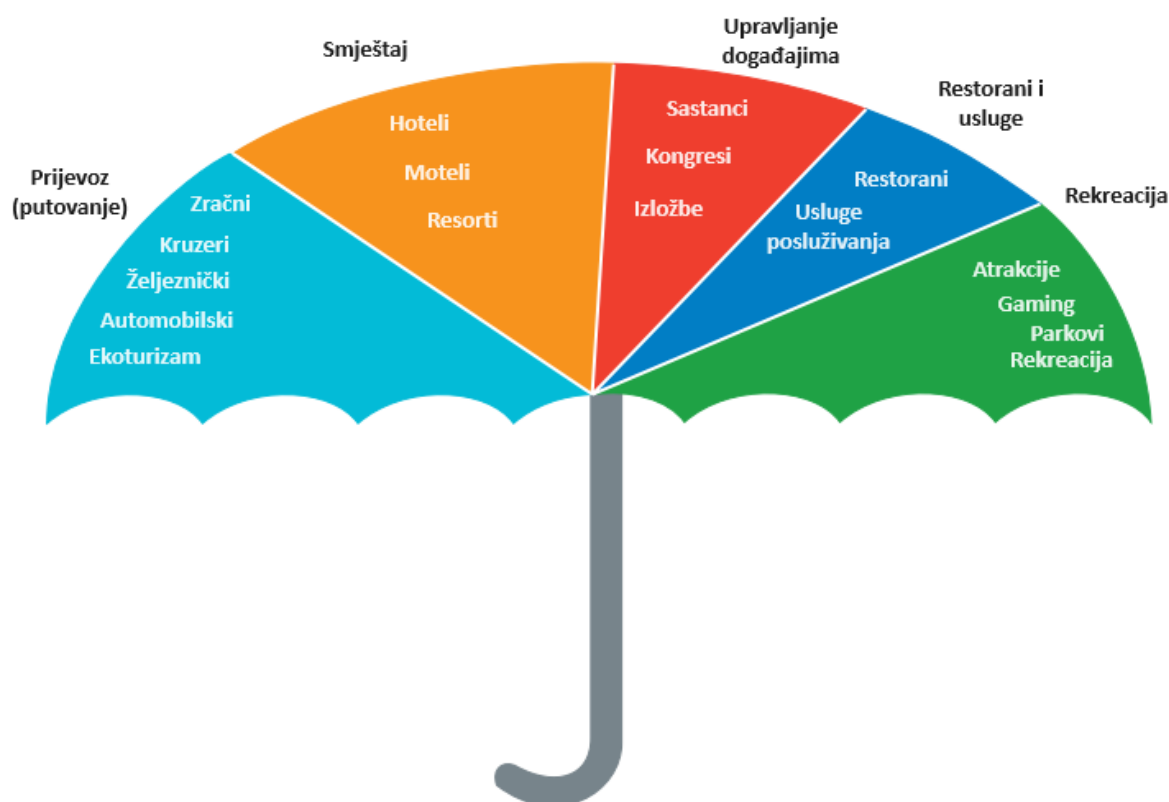 Prijevoz
(putovanje)
Zračni
Kruzeri
Željeznički
Automobilski
Ekoturizam
Smještaj
Hoteli
Moteli
Resorti
Upravljanje
događajima
Sastanci
Kongresi
Izložbe
Restorani i
usluge
Restorani
Usluge
posluživanja
Rekreacija
Atrakcije
Gaming
Parkovi
Rekreacija